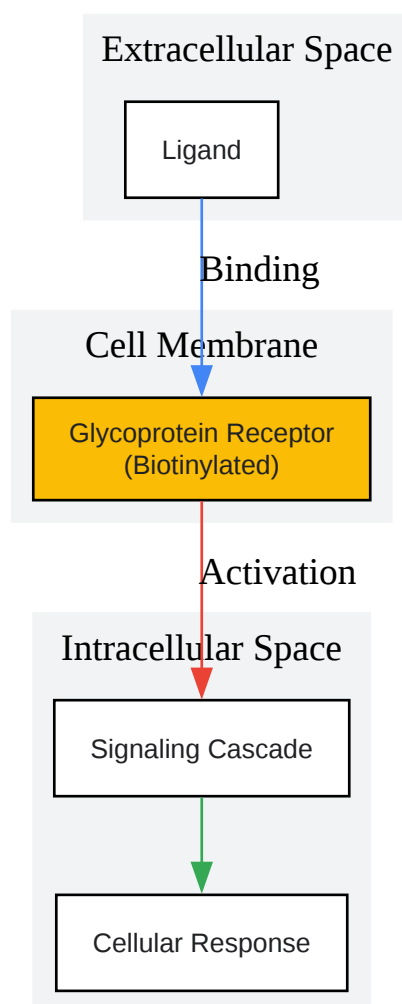 Extracellular Space
Ligand
Binding
Cell Membrane
Glycoprotein Receptor
(Biotinylated)
Activation
Intracellular Space
Signaling Cascade
Cellular Response